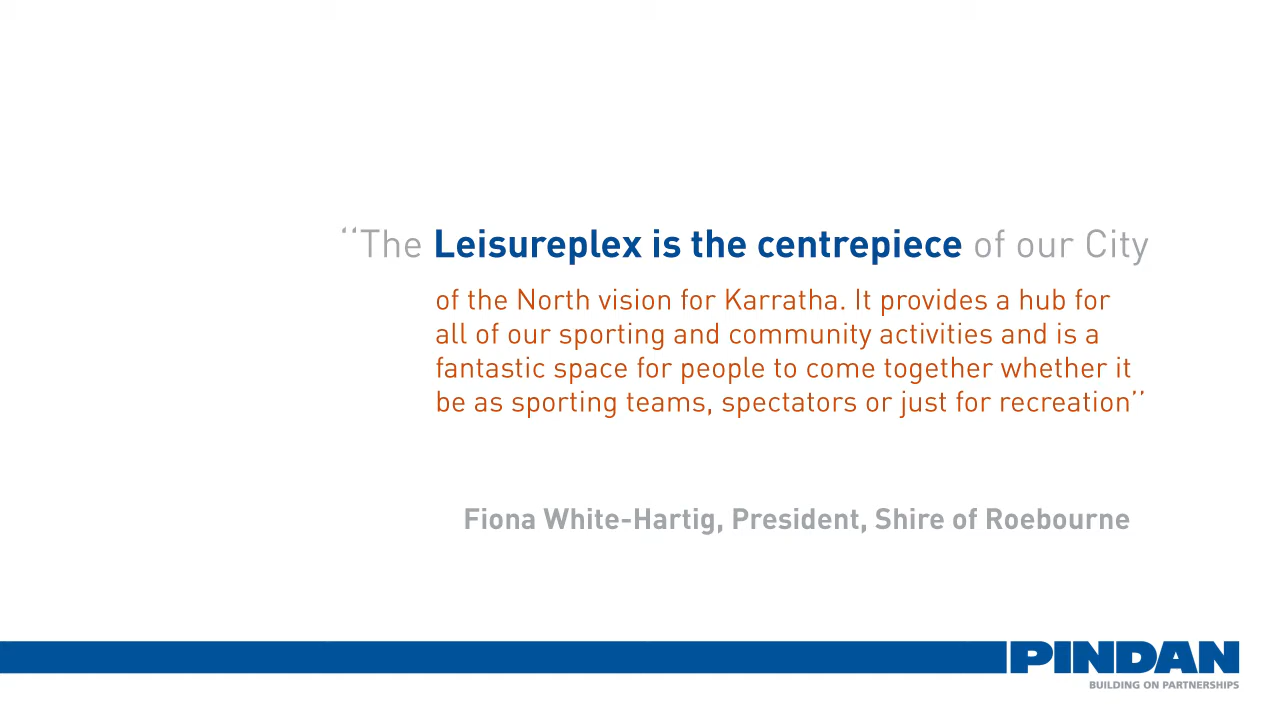 ‘‘The Leisureplex is the centrepiece of our City
of the North vision for Karratha. It provides a hub for
all of our sporting and community activities and is a
fantastic space for people to come together whether it
be as sporting teams, spectators or just for recreation’’
Fiona White-Hartig, President, Shire of Roebourne
PINDAN
BUILDING ON PARTNERSHIPS